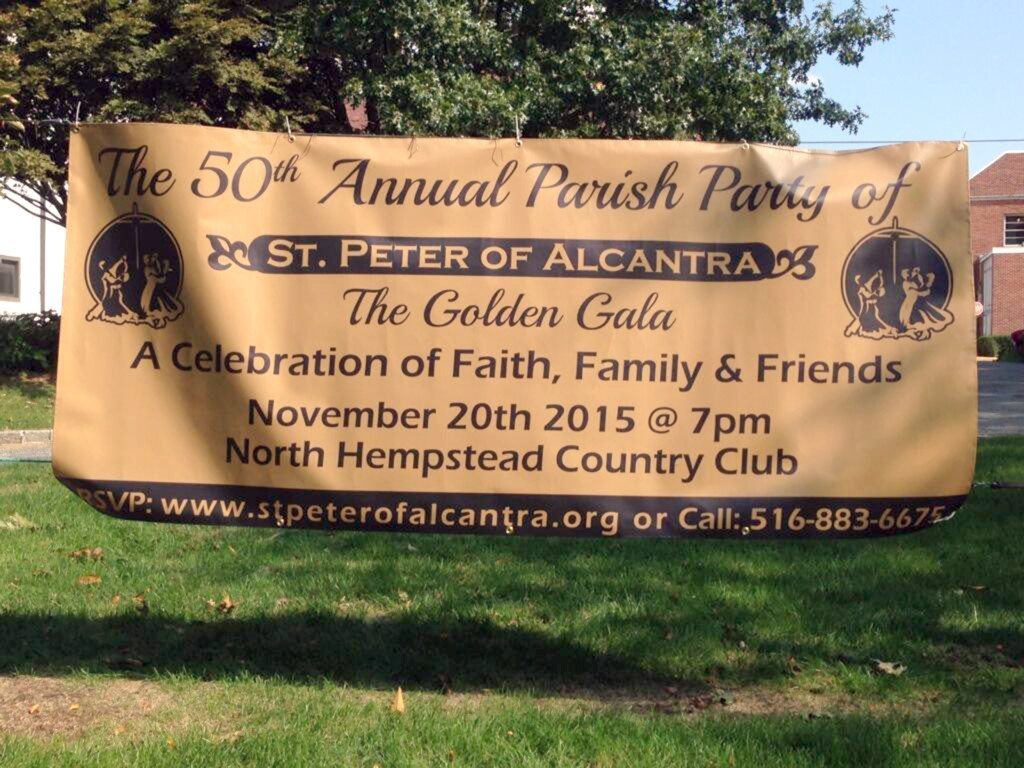 The 50th Annual Parish Party of
ST. PETER OF ALCANTRA
The Golden Gala
A Celebration of Faith, Family & Friends
November 20th 2015 @ 7pm
North Hempstead Country Club
RSVP: www.stpeterofalcantra.org or Call: 516-883-6675